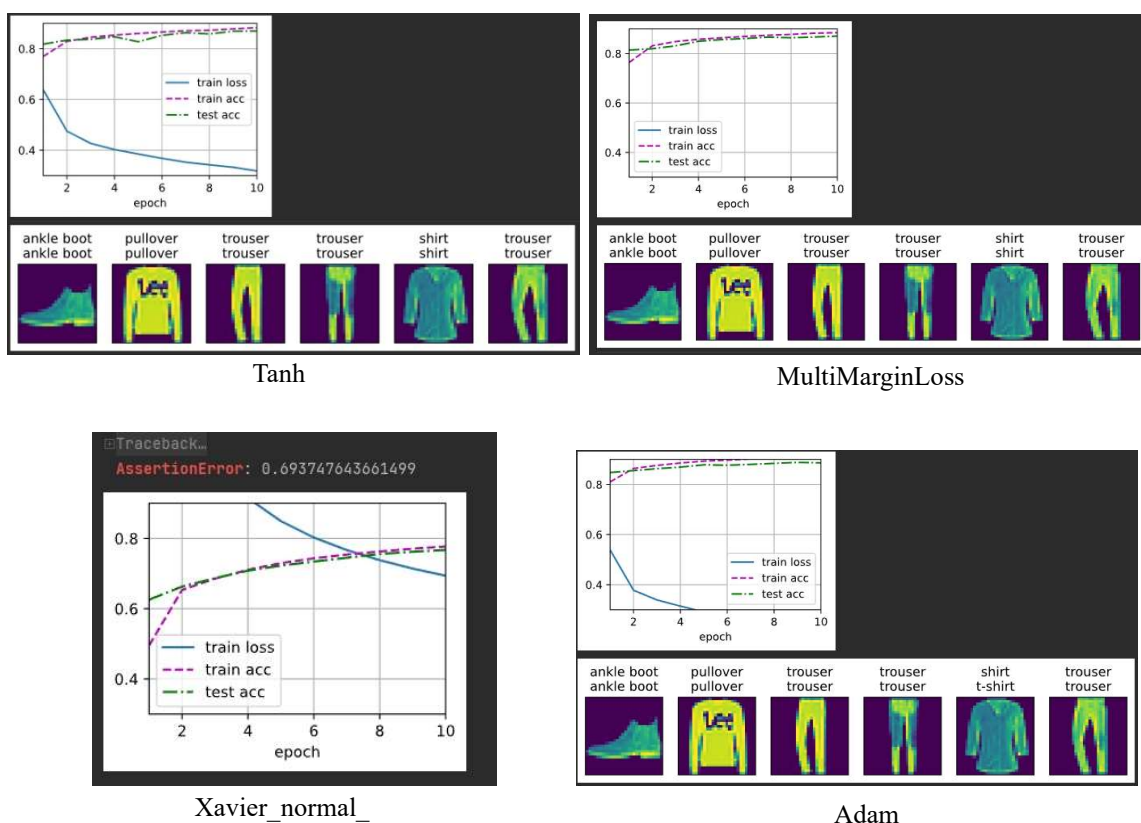 0.8
0.6
0.4
train loss
train acc
test acc
2 4 6 8 10
epoch
ankle boot pullover trouser trouser shirt trouser
ankle boot pullover trouser trouser shirt trouser
Lee
Tanh
0.8
0.6
0.4
train loss
train acc
test acc
2 4 6 8 10
epoch
ankle boot pullover trouser trouser shirt trouser
ankle boot pullover trouser trouser shirt trouser
Lee
MultiMarginLoss
Traceback…
AssertionError: 0.693747643661499
0.8
0.6
0.4
train loss
train acc
test acc
2 4 6 8 10
epoch
Xavier_normal_
0.8
0.6
0.4
train loss
train acc
test acc
2 4 6 8 10
epoch
ankle boot pullover trouser trouser shirt trouser
ankle boot pullover trouser trouser t-shirt trouser
Lee
Adam